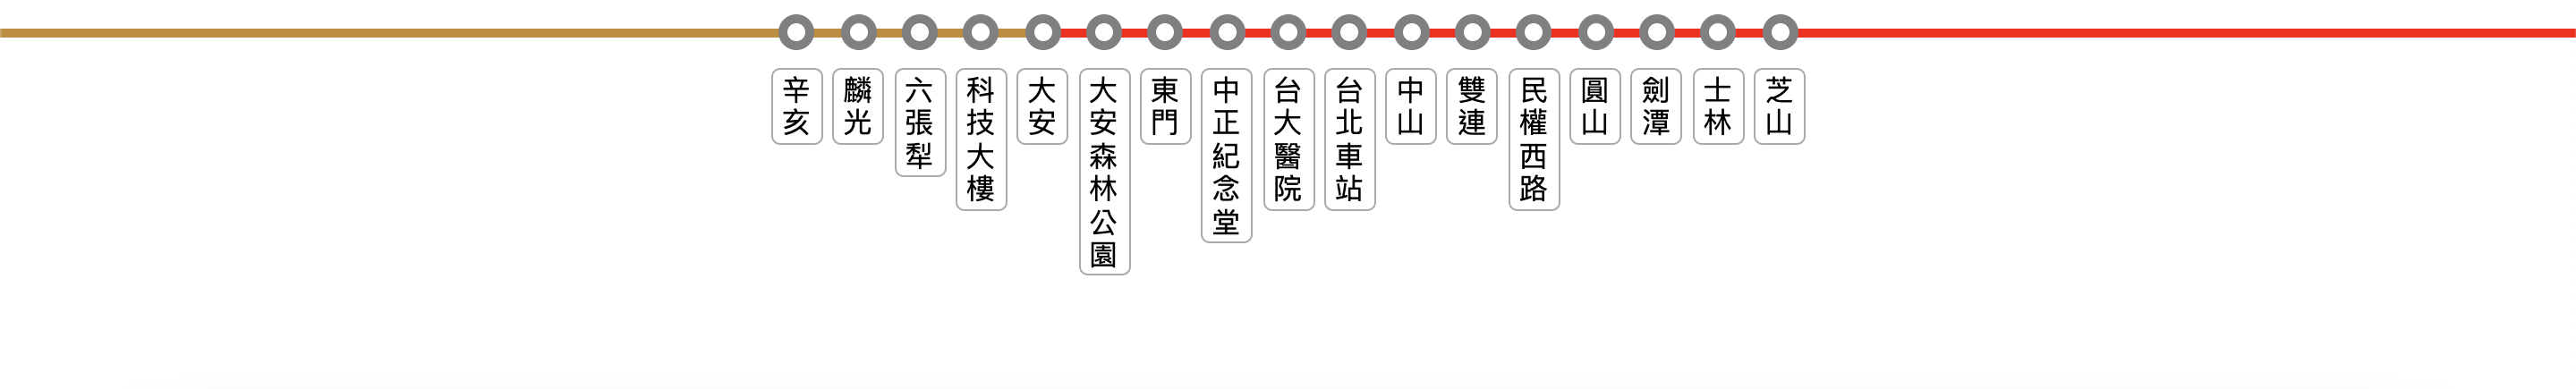 辛亥
麟光
六張犁
科技大樓
大安
大安森林公園
東門
中正紀念堂
台大醫院
台北車站
中山
雙連
民權西路
圓山
劍潭
士林
芝山